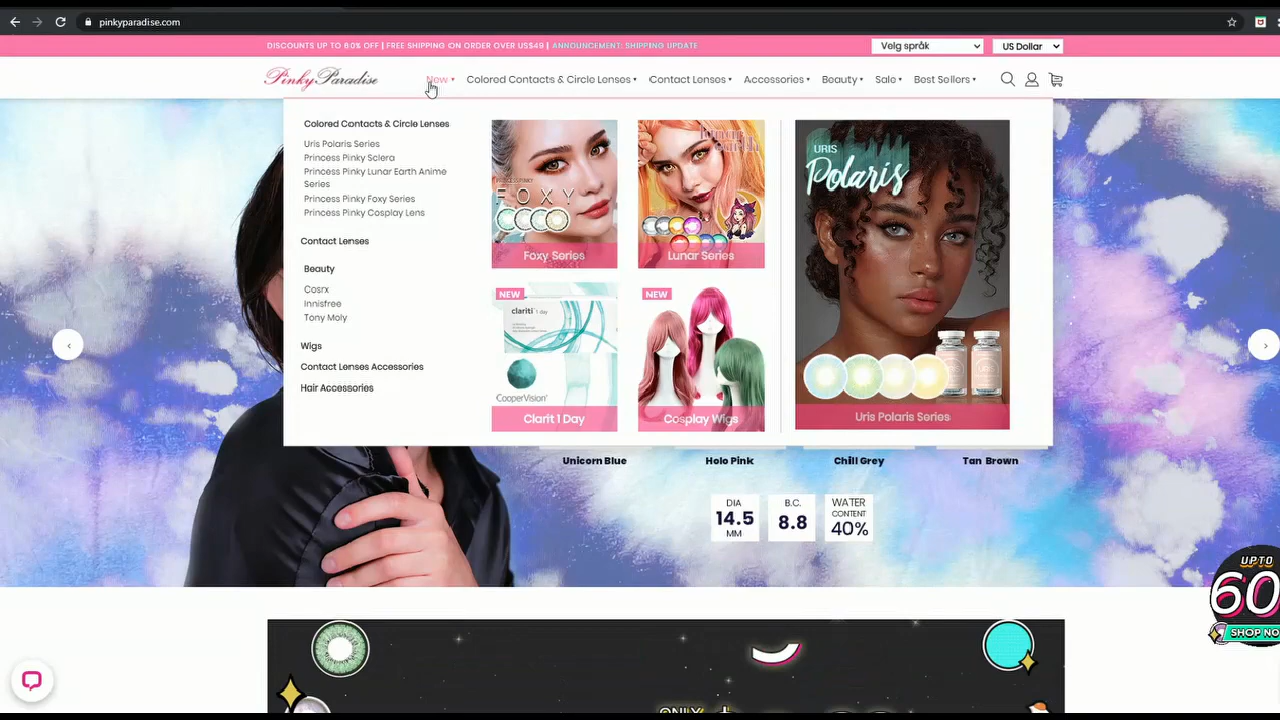 pinkyparadise.com
DISCOUNTS UP TO 60% OFF | FREE SHIPPING ON ORDER OVER US$49 | ANNOUNCEMENT: SHIPPING UPDATE
Velg språk
US Dollar
Pinky Paradise
New
Colored Contacts & Circle Lenses
Contact Lenses
Accessories
Beauty
Sale
Best Sellers
Colored Contacts & Circle Lenses
Uris Polaris Series
Princess Pinky Sclera
Princess Pinky Lunar Earth Anime
Series
Princess Pinky Foxy Series
Princess Pinky Cosplay Lens
Contact Lenses
Beauty
Cosrx
Innisfree
Tony Moly
Wigs
Contact Lenses Accessories
Hair Accessories
PRINCESS PINKY
FOXY
Foxy Series
Lunar Series
NEW
clariti 1 day
CooperVision
Clarit 1 Day
NEW
Cosplay Wigs
URIS
Polaris
Uris Polaris Series
Unicorn Blue
Holo Pink
Chill Grey
Tan Brown
DIA
14.5
MM
B.C.
8.8
WATER
CONTENT
40%
UPTO
60
SHOP NO
ONLY